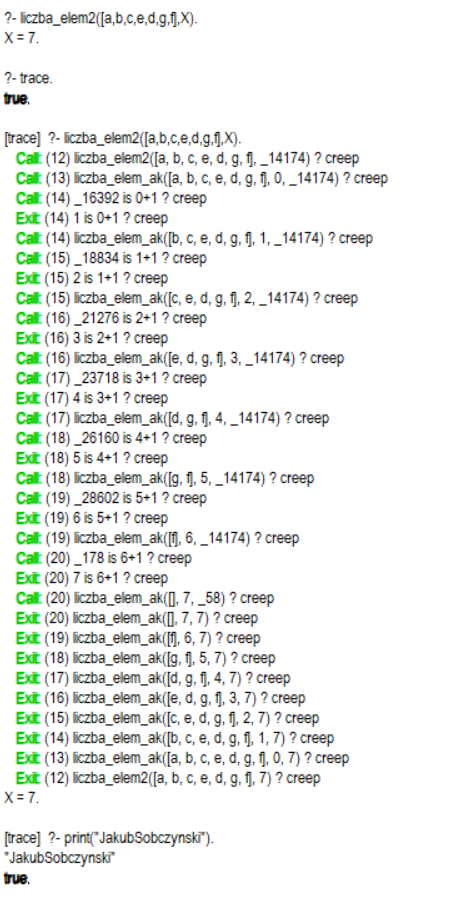 ?- liczba_elem2([a,b,c,e,d,g,f],X).
X = 7.
?- trace.
true.
[trace] ?- liczba_elem2([a,b,c,e,d,g,f],X).
Call: (12) liczba_elem2([a, b, c, e, d, g, f], _14174) ? creep
Call: (13) liczba_elem_ak([a, b, c, e, d, g, f], 0, _14174) ? creep
Call: (14) _16392 is 0+1 ? creep
Exit: (14) 1 is 0+1 ? creep
Call: (14) liczba_elem_ak([b, c, e, d, g, f], 1, _14174) ? creep
Call: (15) _18834 is 1+1 ? creep
Exit: (15) 2 is 1+1 ? creep
Call: (15) liczba_elem_ak([c, e, d, g, f], 2, _14174) ? creep
Call: (16) _21276 is 2+1 ? creep
Exit: (16) 3 is 2+1 ? creep
Call: (16) liczba_elem_ak([e, d, g, f], 3, _14174) ? creep
Call: (17) _23718 is 3+1 ? creep
Exit: (17) 4 is 3+1 ? creep
Call: (17) liczba_elem_ak([d, g, f], 4, _14174) ? creep
Call: (18) _26160 is 4+1 ? creep
Exit: (18) 5 is 4+1 ? creep
Call: (18) liczba_elem_ak([g, f], 5, _14174) ? creep
Call: (19) _28602 is 5+1 ? creep
Exit: (19) 6 is 5+1 ? creep
Call: (19) liczba_elem_ak([f], 6, _14174) ? creep
Call: (20) _178 is 6+1 ? creep
Exit: (20) 7 is 6+1 ? creep
Call: (20) liczba_elem_ak([], 7, _58) ? creep
Exit: (20) liczba_elem_ak([], 7, 7) ? creep
Exit: (19) liczba_elem_ak([f], 6, 7) ? creep
Exit: (18) liczba_elem_ak([g, f], 5, 7) ? creep
Exit: (17) liczba_elem_ak([d, g, f], 4, 7) ? creep
Exit: (16) liczba_elem_ak([e, d, g, f], 3, 7) ? creep
Exit: (15) liczba_elem_ak([c, e, d, g, f], 2, 7) ? creep
Exit: (14) liczba_elem_ak([b, c, e, d, g, f], 1, 7) ? creep
Exit: (13) liczba_elem_ak([a, b, c, e, d, g, f], 0, 7) ? creep
Exit: (12) liczba_elem2([a, b, c, e, d, g, f], 7) ? creep
X = 7.
[trace] ?- print("JakubSobczynski").
"JakubSobczynski"
true.